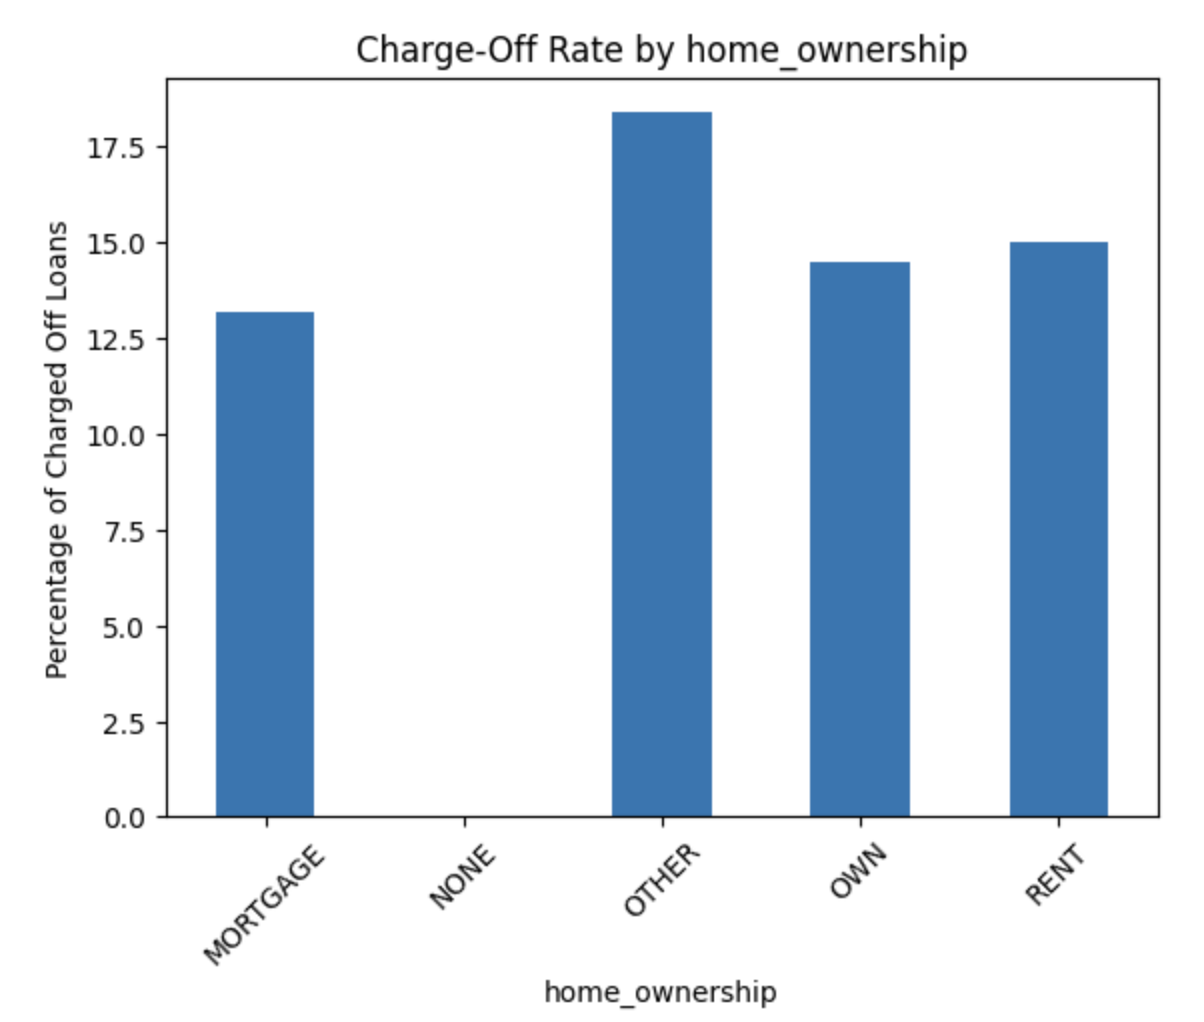 Charge-Off Rate by home_ownership
Percentage of Charged Off Loans
17.5
15.0
12.5
10.0
7.5
5.0
2.5
0.0
MORTGAGE
NONE
OTHER
OWN
RENT
home_ownership